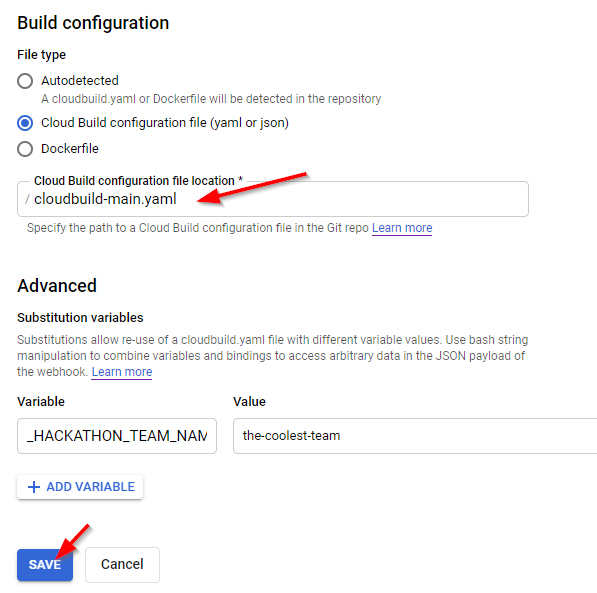 Build configuration
File type
Autodetected
A cloudbuild.yaml or Dockerfile will be detected in the repository
Cloud Build configuration file (yaml or json)
Dockerfile
Cloud Build configuration file location *
/ cloudbuild-main.yaml
Specify the path to a Cloud Build configuration file in the Git repo Learn more
Advanced
Substitution variables
Substitutions allow re-use of a cloudbuild.yaml file with different variable values. Use bash string
manipulation to combine variables and bindings to access arbitrary data in the JSON payload of
the webhook. Learn more
Variable Value
_HACKATHON_TEAM_NAM the-coolest-team
+ ADD VARIABLE
SAVE Cancel